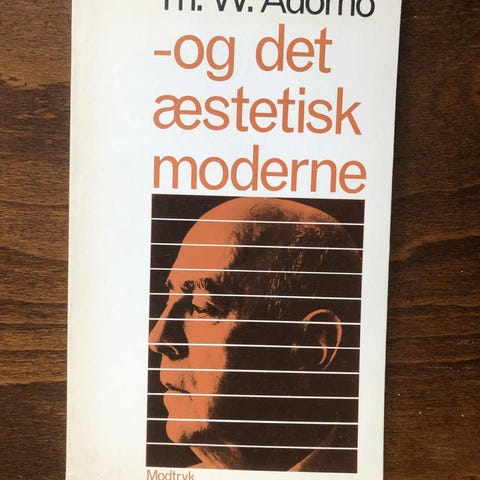 Th. W. Adorno
-og det
æstetisk
moderne
Modtryk